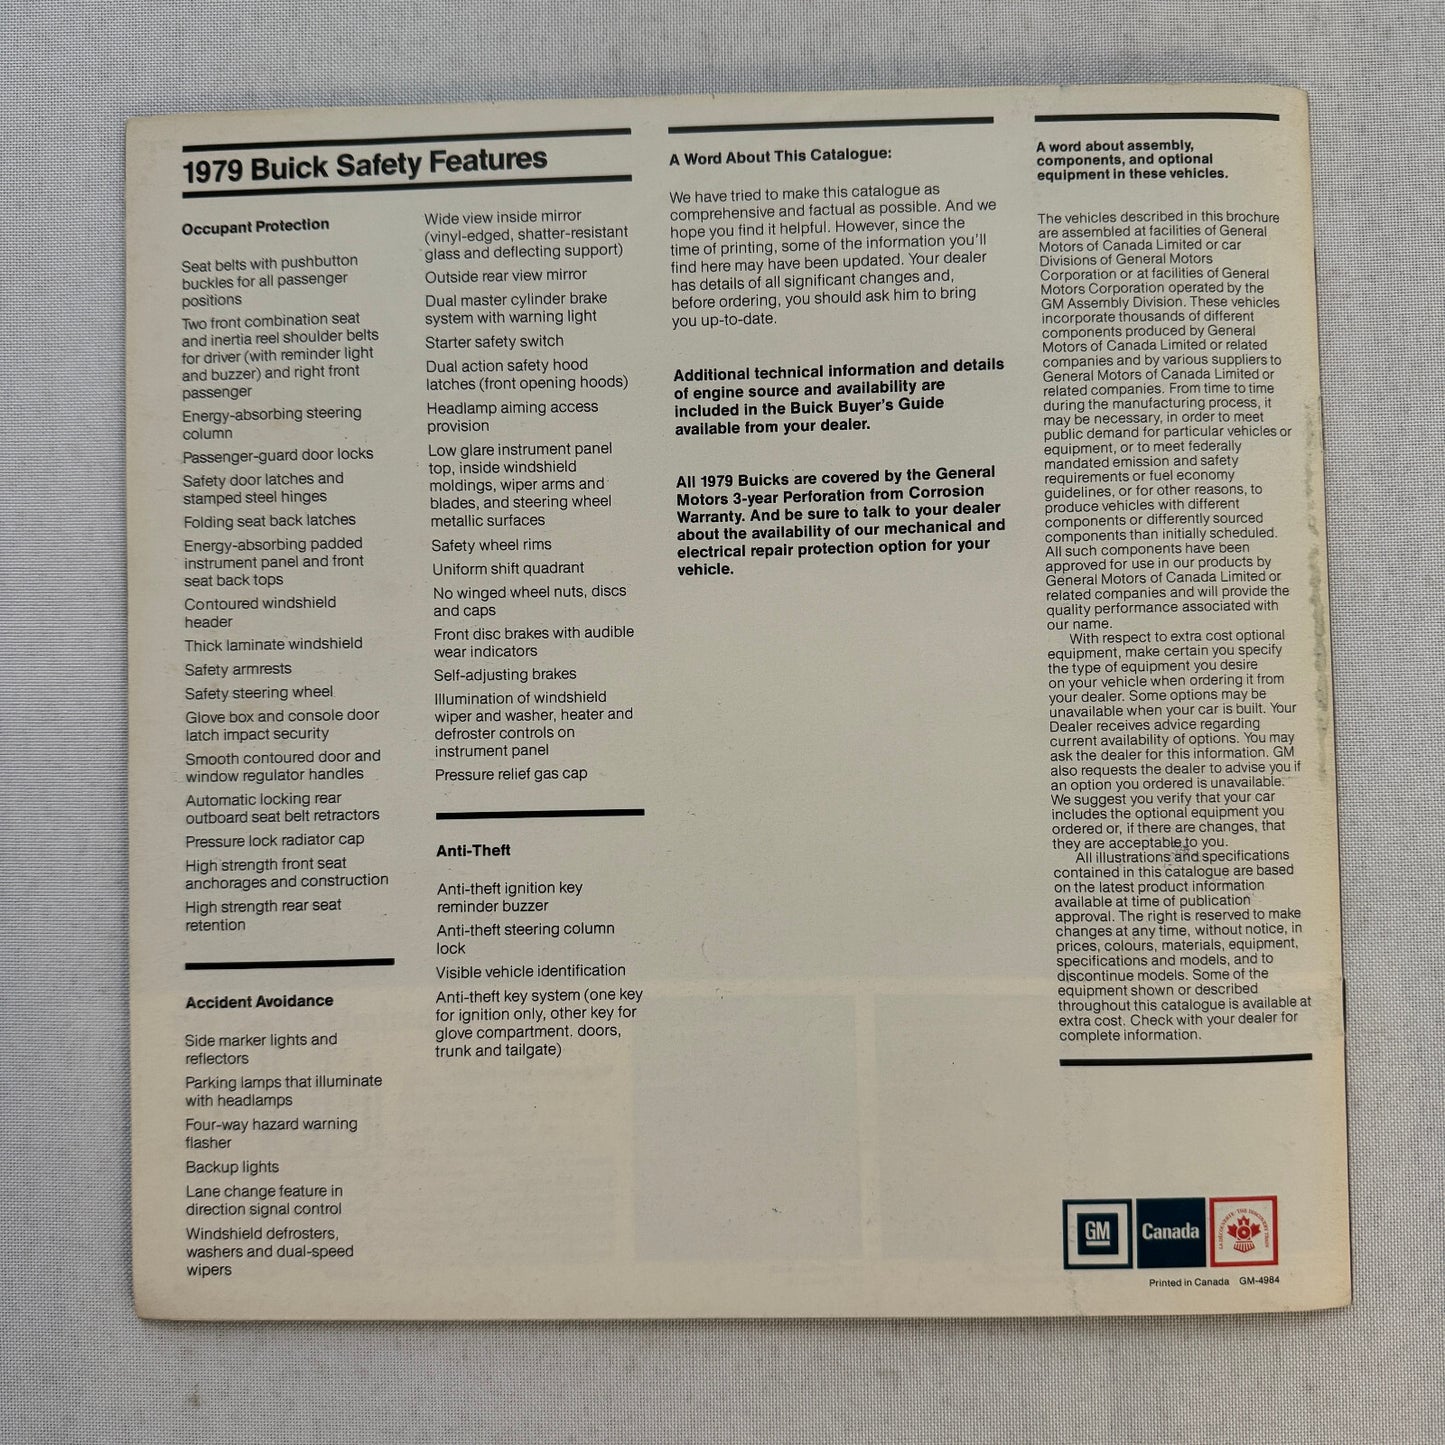 1979 Buick Safety Features
Occupant Protection
Seat belts with pushbutton
buckles for all passenger
positions
Two front combination seat
and inertia reel shoulder belts
for driver (with reminder light
and buzzer) and right front
passenger
Energy-absorbing steering
column
Passenger-guard door locks
Safety door latches and
stamped steel hinges
Folding seat back latches
Energy-absorbing padded
instrument panel and front
seat back tops
Contoured windshield
header
Thick laminate windshield
Safety armrests
Safety steering wheel
Glove box and console door
latch impact security
Smooth contoured door and
window regulator handles
Automatic locking rear
outboard seat belt retractors
Pressure lock radiator cap
High strength front seat
anchorages and construction
High strength rear seat
retention
Accident Avoidance
Side marker lights and
reflectors
Parking lamps that illuminate
with headlamps
Four-way hazard warning
flasher
Backup lights
Lane change feature in
direction signal control
Windshield defrosters,
washers and dual-speed
wipers
Wide view inside mirror
(vinyl-edged, shatter-resistant
glass and deflecting support)
Outside rear view mirror
Dual master cylinder brake
system with warning light
Starter safety switch
Dual action safety hood
latches (front opening hoods)
Headlamp aiming access
provision
Low glare instrument panel
top, inside windshield
moldings, wiper arms and
blades, and steering wheel
metallic surfaces
Safety wheel rims
Uniform shift quadrant
No winged wheel nuts, discs
and caps
Front disc brakes with audible
wear indicators
Self-adjusting brakes
Illumination of windshield
wiper and washer, heater and
defroster controls on
instrument panel
Pressure relief gas cap
Anti-Theft
Anti-theft ignition key
reminder buzzer
Anti-theft steering column
lock
Visible vehicle identification
Anti-theft key system (one key
for ignition only, other key for
glove compartment. doors,
trunk and tailgate)
A Word About This Catalogue:
We have tried to make this catalogue as
comprehensive and factual as possible. And we
hope you find it helpful. However, since the
time of printing, some of the information you'll
find here may have been updated. Your dealer
has details of all significant changes and,
before ordering, you should ask him to bring
you up-to-date.
Additional technical information and details
of engine source and availability are
included in the Buick Buyer's Guide
available from your dealer.
All 1979 Buicks are covered by the General
Motors 3-year Perforation from Corrosion
Warranty. And be sure to talk to your dealer
about the availability of our mechanical and
electrical repair protection option for your
vehicle.
A word about assembly,
components, and optional
equipment in these vehicles.
The vehicles described in this brochure
are assembled at facilities of General
Motors of Canada Limited or car
Divisions of General Motors
Corporation or at facilities of General
Motors Corporation operated by the
GM Assembly Division. These vehicles
incorporate thousands of different
components produced by General
Motors of Canada Limited or related
companies and by various suppliers to
General Motors of Canada Limited or
related companies. From time to time
during the manufacturing process, it
may be necessary, in order to meet
public demand for particular vehicles or
equipment, or to meet federally
mandated emission and safety
requirements or fuel economy
guidelines, or for other reasons, to
produce vehicles with different
components or differently sourced
components than initially scheduled.
All such components have been
approved for use in our products by
General Motors of Canada Limited or
related companies and will provide the
quality performance associated with
our name.
With respect to extra cost optional
equipment, make certain you specify
the type of equipment you desire
on your vehicle when ordering it from
your dealer. Some options may be
unavailable when your car is built. Your
Dealer receives advice regarding
current availability of options. You may
ask the dealer for this information. GM
also requests the dealer to advise you if
an option you ordered is unavailable.
We suggest you verify that your car
includes the optional equipment you
ordered or, if there are changes, that
they are acceptable to you.
All illustrations and specifications
contained in this catalogue are based
on the latest product information
available at time of publication
approval. The right is reserved to make
changes at any time, without notice, in
prices, colours, materials, equipment,
specifications and models, and to
discontinue models. Some of the
equipment shown or described
throughout this catalogue is available at
extra cost. Check with your dealer for
complete information.
GM
Canada
Printed in Canada GM-4984